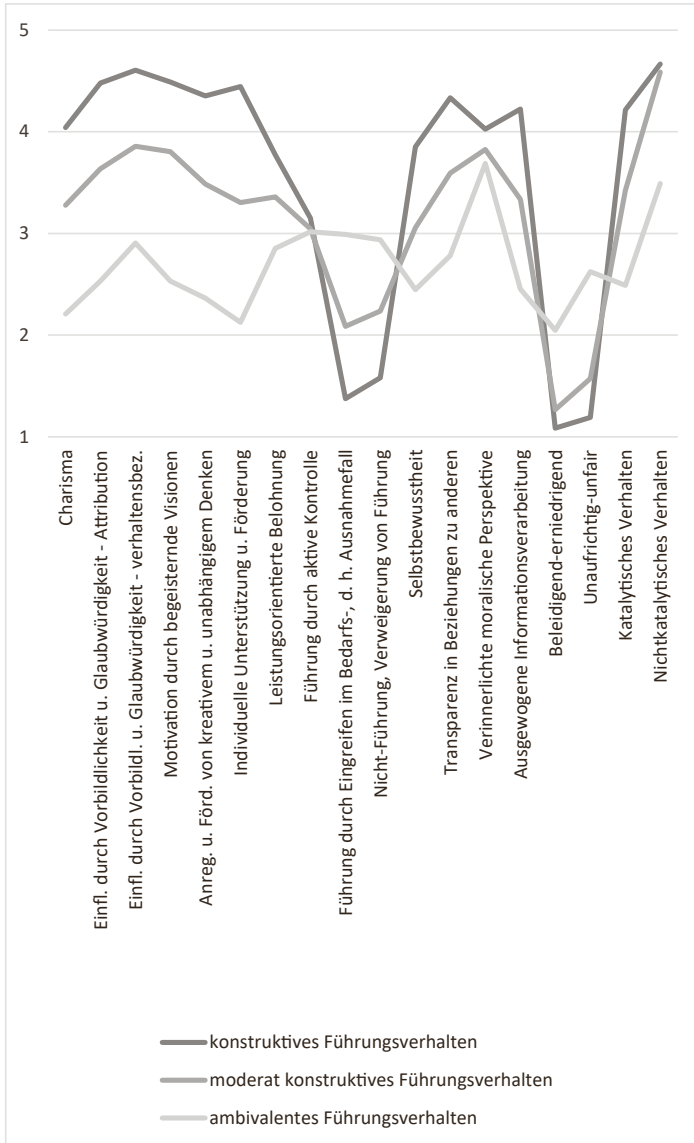 5
4
3
2
1
Charisma
Einfl. durch Vorbildlichkeit u. Glaubwürdigkeit - Attribution
Einfl. durch Vorbildl. u. Glaubwürdigkeit - verhaltensbez.
Motivation durch begeisternde Visionen
Anreg. u. Förd. von kreativem u. unabhängigem Denken
Individuelle Unterstützung u. Förderung
Leistungsorientierte Belohnung
Führung durch aktive Kontrolle
Führung durch Eingreifen im Bedarfs-, d. h. Ausnahmefall
Nicht-Führung, Verweigerung von Führung
Selbstbewusstheit
Transparenz in Beziehungen zu anderen
Verinnerlichte moralische Perspektive
Ausgewogene Informationsverarbeitung
Beleidigend-erniedrigend
Unaufrichtig-unfair
Katalytisches Verhalten
Nichtkatalytisches Verhalten
konstruktives Führungsverhalten
moderat konstruktives Führungsverhalten
ambivalentes Führungsverhalten